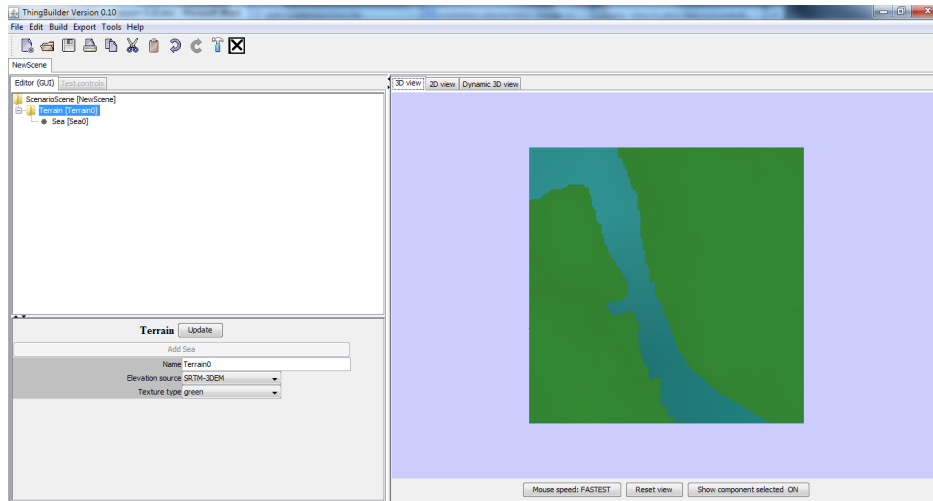 ThingBuilder Version 0.10
File Edit Build Export Tools Help
NewScene
Editor (GUI) Test controls
ScenarioScene [NewScene]
Terrain [Terrain0]
Sea [Sea0]
Terrain Update
Add Sea
Name Terrain0
Elevation source SRTM-3DEM
Texture type green
3D view 2D view Dynamic 3D view
Mouse speed: FASTEST Reset view Show component selected ON